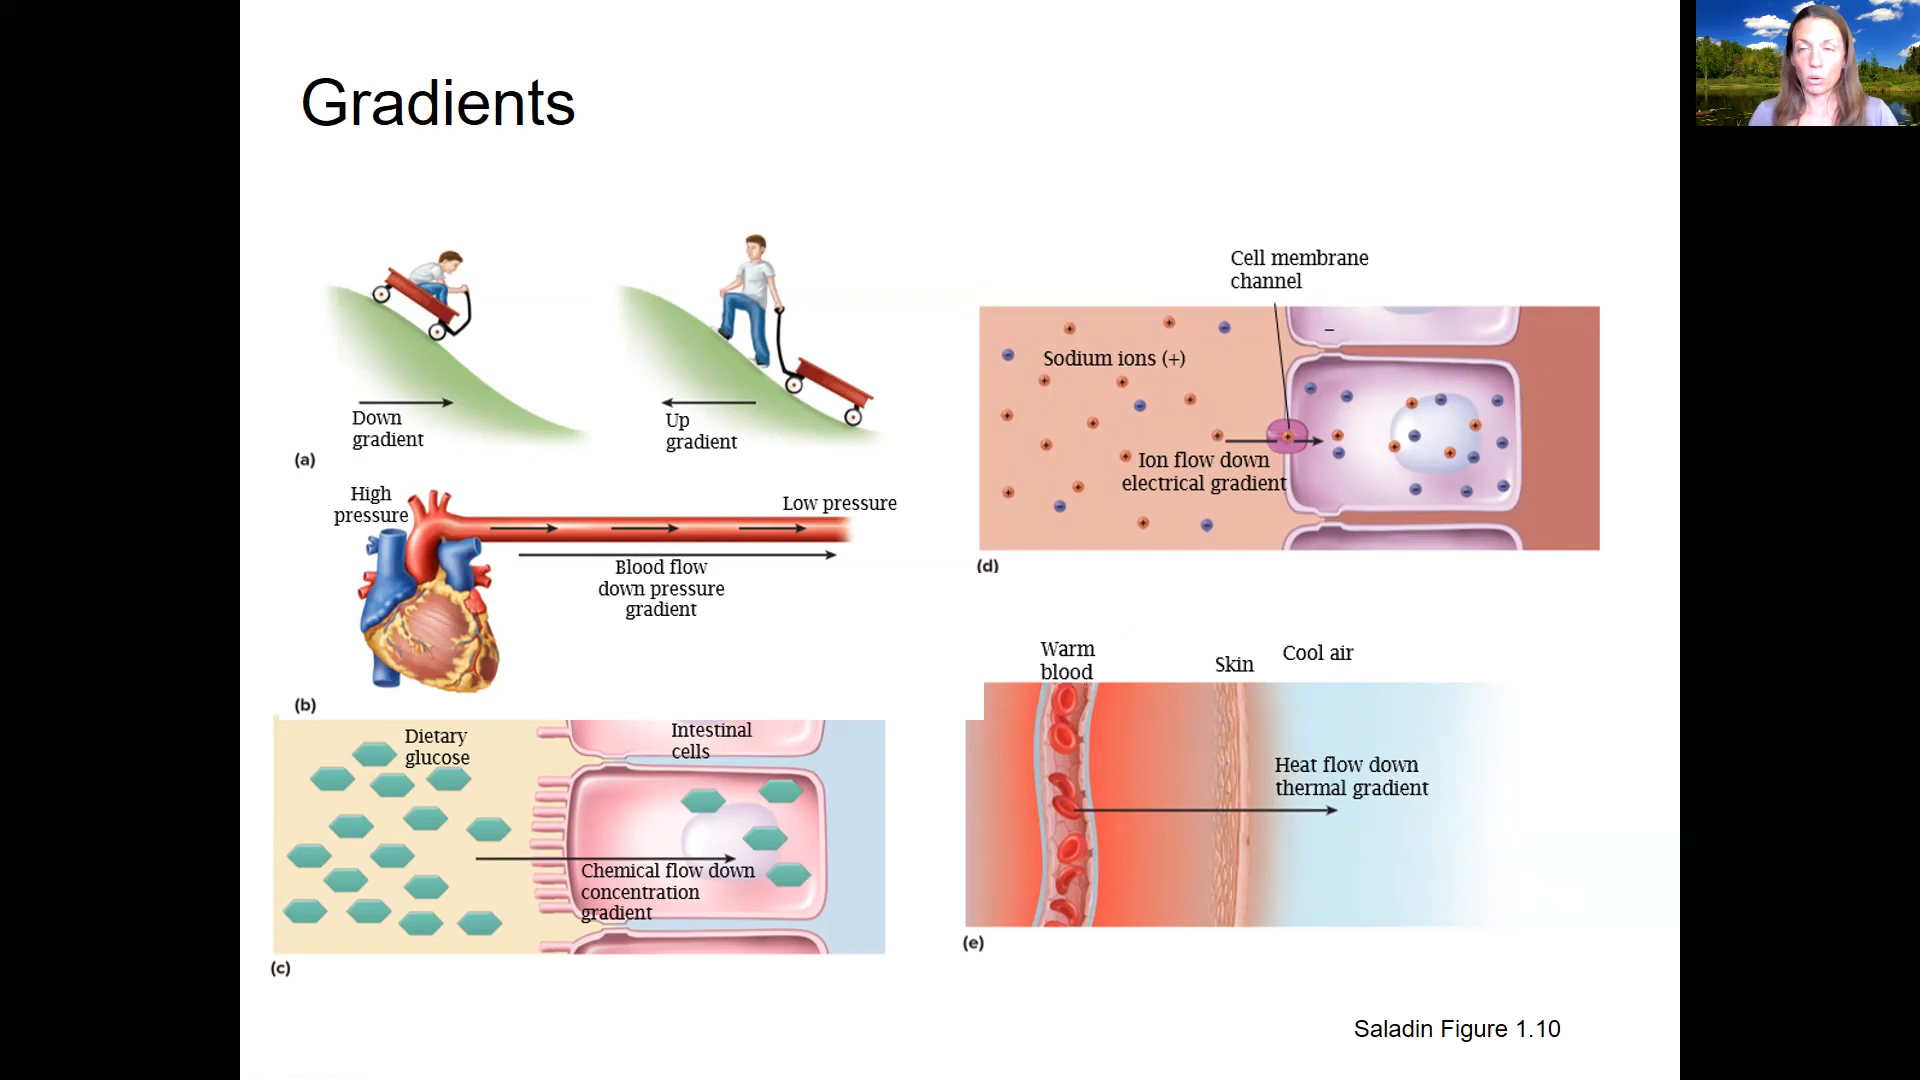 Gradients
Down
gradient
Up
gradient
(a)
High
pressure
Low pressure
Blood flow
down pressure
gradient
(b)
Dietary
glucose
Intestinal
cells
Chemical flow down
concentration
gradient
(c)
Cell membrane
channel
Sodium ions (+)
Ion flow down
electrical gradient
(d)
Warm
blood
Skin
Cool air
Heat flow down
thermal gradient
(e)
Saladin Figure 1.10